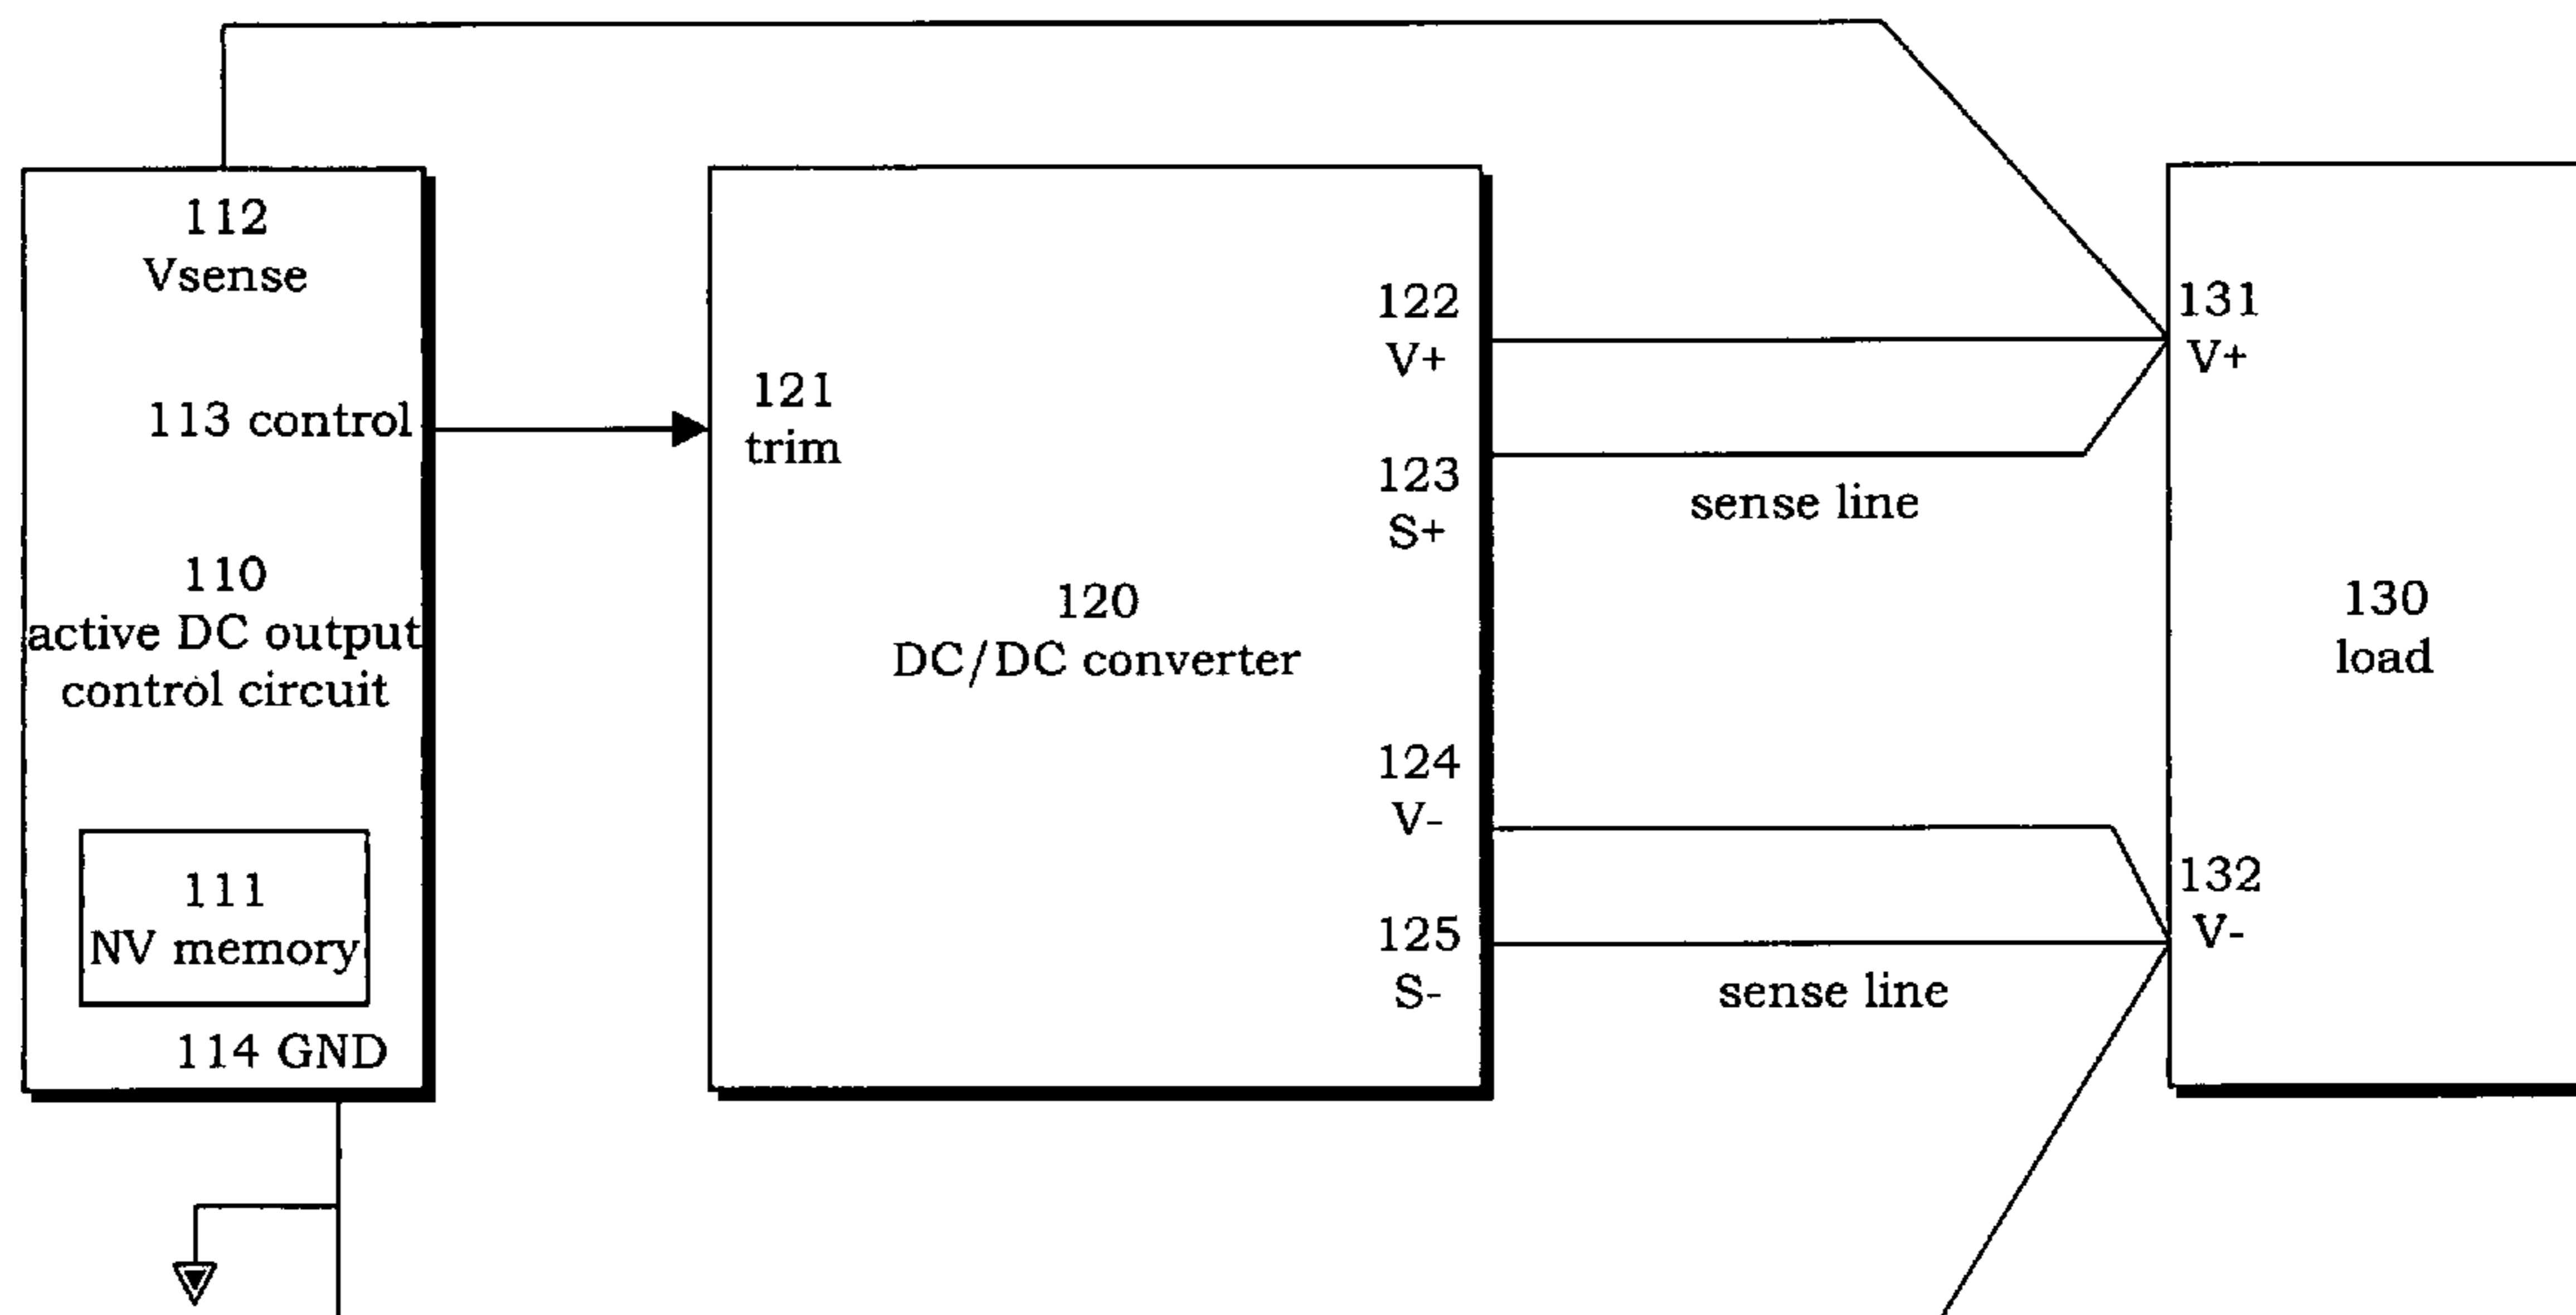 112
Vsense
113 control
110
active DC output
control circuit
111
NV memory
114 GND
121
trim
120
DC/DC converter
122
V+
123
S+
124
V-
125
S-
sense line
sense line
131
V+
130
load
132
V-